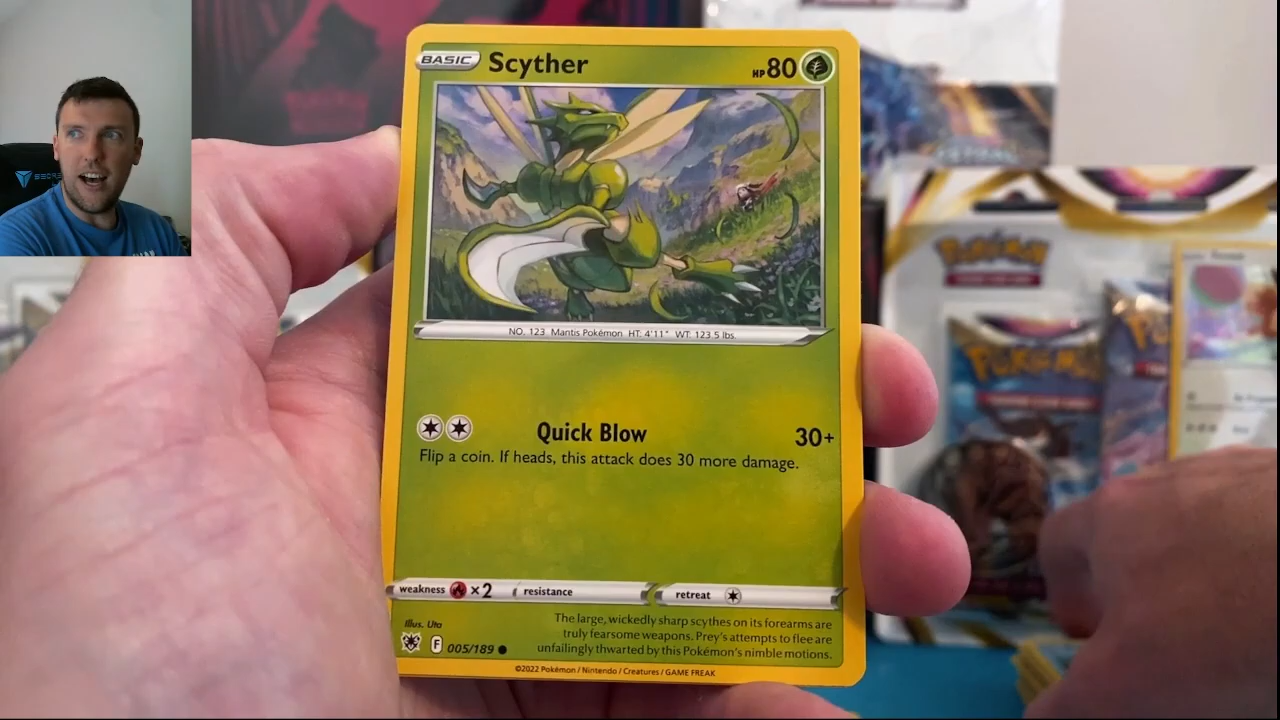 BASIC Scyther HP 80
NO. 123 Mantis Pokémon HT: 4'11" WT: 123.5 lbs.
Quick Blow 30+
Flip a coin. If heads, this attack does 30 more damage.
weakness ×2 resistance retreat
Illus. Uta
The large, wickedly sharp scythes on its forearms are
truly fearsome weapons. Prey's attempts to flee are
unfailingly thwarted by this Pokémon's nimble motions.
F 005/189
©2022 Pokémon / Nintendo / Creatures / GAME FREAK
POKÉMON
POKÉMON